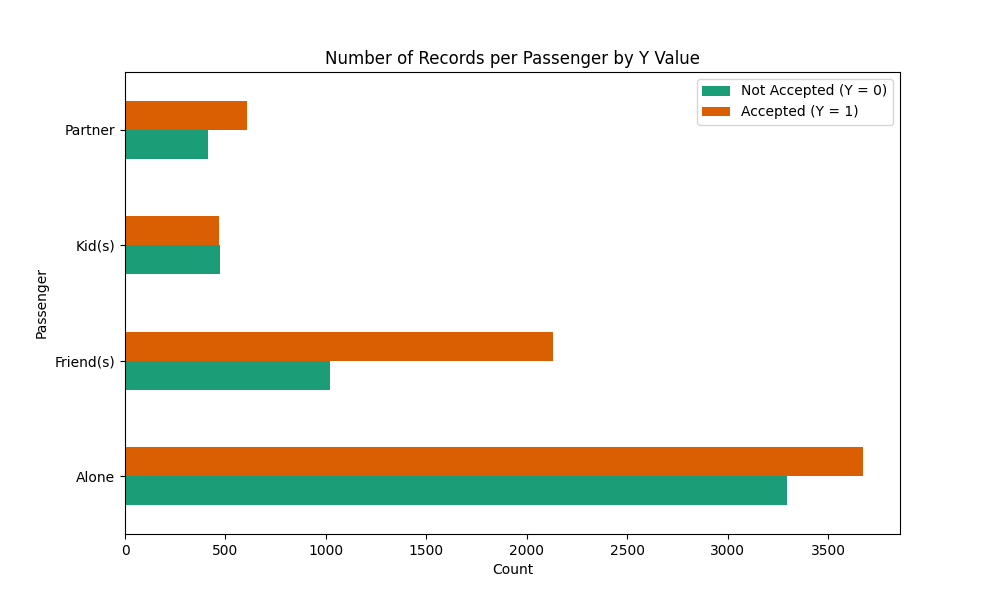 Number of Records per Passenger by Y Value
Not Accepted (Y = 0)
Accepted (Y = 1)
Passenger
Partner
Kid(s)
Friend(s)
Alone
0 500 1000 1500 2000 2500 3000 3500
Count